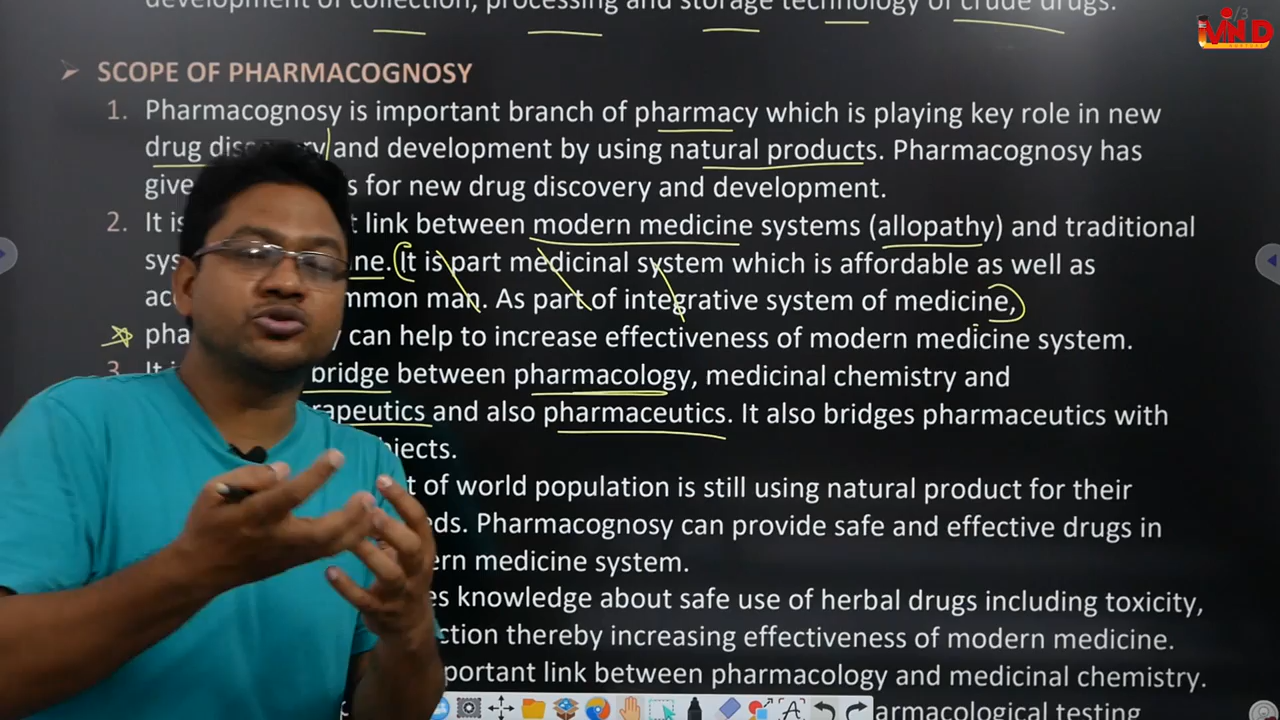 development of collection, processing and storage technology of crude drugs.
/3
VND
SCOPE OF PHARMACOGNOSY
1. Pharmacognosy is important branch of pharmacy which is playing key role in new
drug discovery and development by using natural products. Pharmacognosy has
give s for new drug discovery and development.
2. It is t link between modern medicine systems (allopathy) and traditional
sys ne. (It is part medicinal system which is affordable as well as
ac mmon man. As part of integrative system of medicine,)
pha y can help to increase effectiveness of modern medicine system.
3. It i bridge between pharmacology, medicinal chemistry and
rapeutics and also pharmaceutics. It also bridges pharmaceutics with
bjects.
t of world population is still using natural product for their
eds. Pharmacognosy can provide safe and effective drugs in
ern medicine system.
es knowledge about safe use of herbal drugs including toxicity,
ction thereby increasing effectiveness of modern medicine.
portant link between pharmacology and medicinal chemistry.
armacological testing